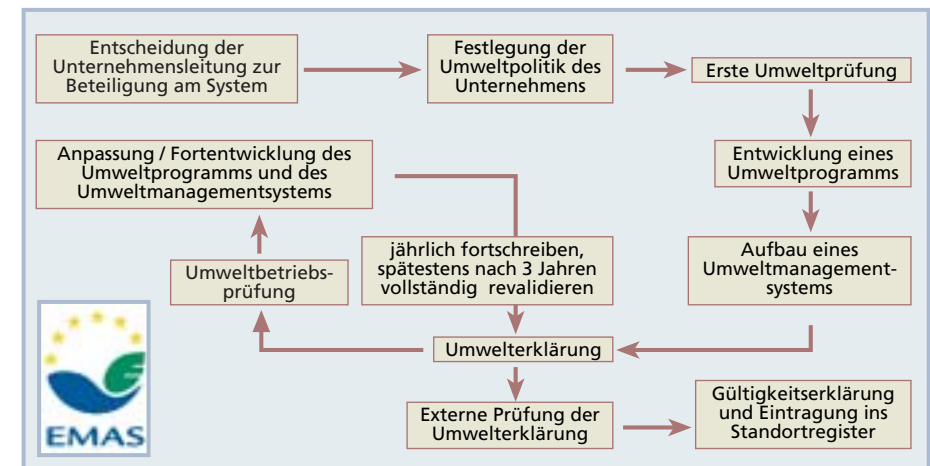 Entscheidung der
Unternehmensleitung zur
Beteiligung am System
Festlegung der
Umweltpolitik des
Unternehmens
Erste Umweltprüfung
Anpassung / Fortentwicklung des
Umweltprogramms und des
Umweltmanagementsystems
Entwicklung eines
Umweltprogramms
jährlich fortschreiben,
spätestens nach 3 Jahren
vollständig revalidieren
Aufbau eines
Umweltmanagement-
systems
Umweltbetriebs-
prüfung
Umwelterklärung
Externe Prüfung der
Umwelterklärung
Gültigkeitserklärung
und Eintragung ins
Standortregister
EMAS